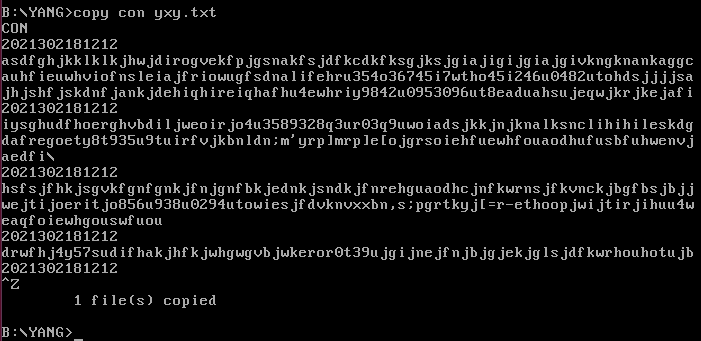 B:\YANG>copy con yxy.txt
CON
2021302181212
asdfghjkklklkjhwjdirogvekfpjgsnakfsjdfkcdkfksgjksjgiajigijgiajgivkngknankaggc
auhfieuwhviofnsleiajfriowugfsdnalifehru354o36745i7wtho45i246u0482utohdsjjjjsa
jhjshfjskdnfjankjdehiqhireiqhafhu4ewhriy9842u0953096ut8eaduahsujeqwjkrjkejafi
2021302181212
iysghudfhoerghvbdiljweoirjo4u3589328q3ur03q9uwoiadsjkkjnjknalksnclihihileskdg
dafregoety8t935u9tuirfvjkbnldn;m'yrp]mrp]e[ojgrsoiehfuewhfouaodhufusbfuhwenvj
aedfi\
2021302181212
hsfsjfhkjsgvkfgnfgnkjfnjgnfbkjednkjsndkjfnrehguaodhcjnfkwrnsjfkvnckjbgfbsjbjj
wejtijoeritjo856u938u0294utowiesjfdvknvxxbn,s;pgrtkyj[=r-ethoopjwijtirjihuu4w
eaqfoiewhgouswfuou
2021302181212
drwfhj4y57sudifhakjhfkjwhgwgvbjwkeror0t39ujgijnejfnjbjgjekjglsjdfkwrhouhotujb
2021302181212
^Z
1 file(s) copied
B:\YANG>_